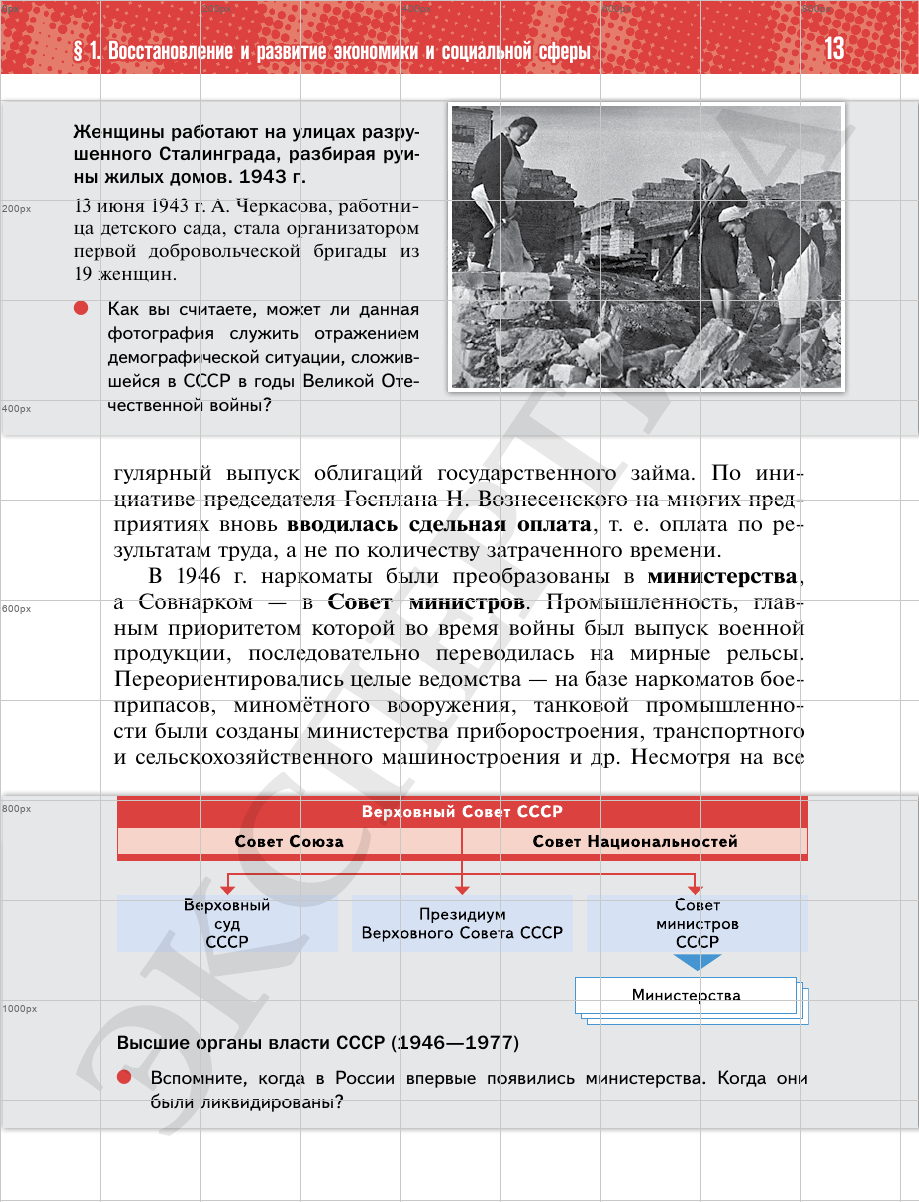 § 1. Восстановление и развитие экономики и социальной сферы
13
Женщины работают на улицах разру-
шенного Сталинграда, разбирая руи-
ны жилых домов. 1943 г.
13 июня 1943 г. А. Черкасова, работни-
ца детского сада, стала организатором
первой добровольческой бригады из
19 женщин.
Как вы считаете, может ли данная
фотография служить отражением
демографической ситуации, сложив-
шейся в СССР в годы Великой Оте-
чественной войны?
гулярный выпуск облигаций государственного займа. По ини-
циативе председателя Госплана Н. Вознесенского на многих пред-
приятиях вновь вводилась сдельная оплата, т. е. оплата по ре-
зультатам труда, а не по количеству затраченного времени.
В 1946 г. наркоматы были преобразованы в министерства,
а Совнарком — в Совет министров. Промышленность, глав-
ным приоритетом которой во время войны был выпуск военной
продукции, последовательно переводилась на мирные рельсы.
Переориентировались целые ведомства — на базе наркоматов бое-
припасов, миномётного вооружения, танковой промышленно-
сти были созданы министерства приборостроения, транспортного
и сельскохозяйственного машиностроения и др. Несмотря на все
Верховный Совет СССР
Совет Союза
Совет Национальностей
Верховный
суд
СССР
Президиум
Верховного Совета СССР
Совет
министров
СССР
Министерства
Высшие органы власти СССР (1946—1977)
Вспомните, когда в России впервые появились министерства. Когда они
были ликвидированы?
200px
400px
600px
800px
1000px